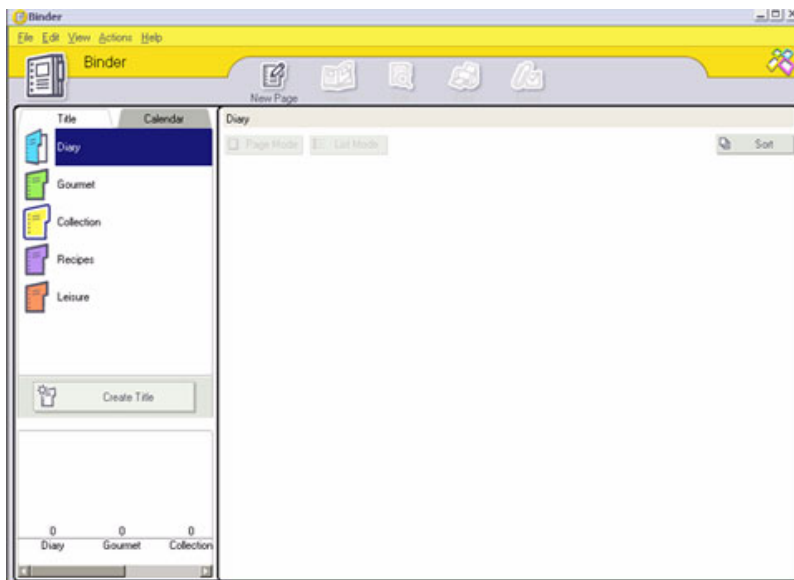 Binder
File Edit View Actions Help
Binder
New Page
Title Calendar
Diary
Gourmet
Collection
Recipes
Leisure
Create Title
0 0 0
Diary Gourmet Collection
Diary
Page Mode List Mode Sort